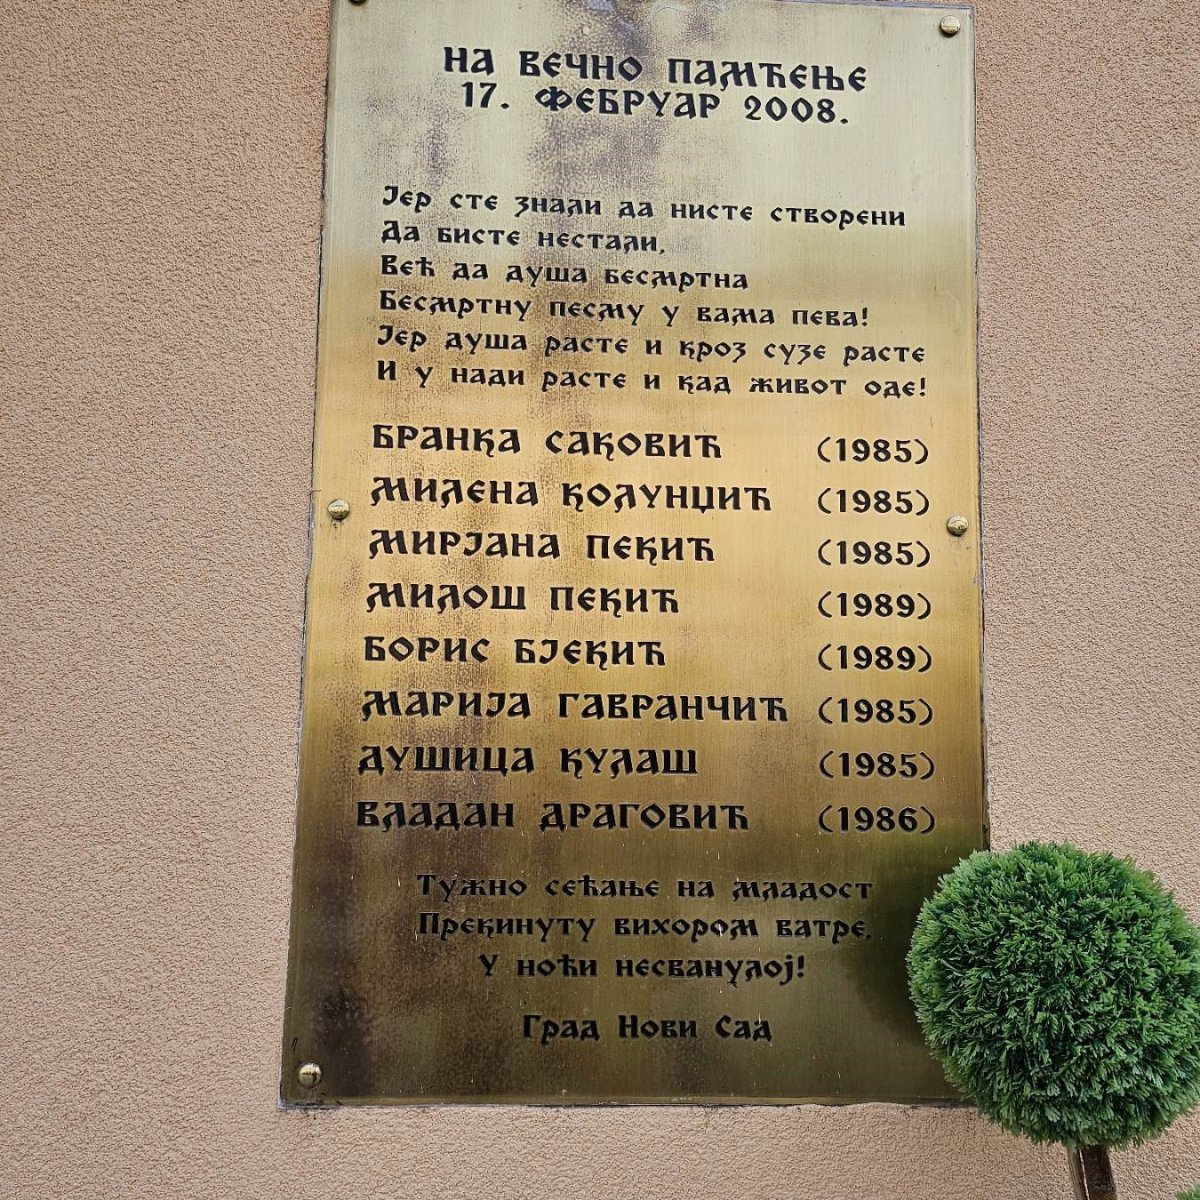 НА ВЕЧНО ПАМЋЕЊЕ
17. ФЕБРУАР 2008.
Јер сте знали да нисте створени
Да бисте нестали,
Већ да душа бесмртна
Бесмртну песму у вама пева!
Јер душа расте и кроз сузе расте
И у нади расте и кад живот оде!
БРАНКА САКОВИЋ (1985)
МИЛЕНА КОЛУНЏИЋ (1985)
МИРЈАНА ПЕКИЋ (1985)
МИЛОШ ПЕКИЋ (1989)
БОРИС БЈЕКИЋ (1989)
МАРИЈА ГАВРАНЧИЋ (1985)
ДУШИЦА КУЛАШ (1985)
ВЛАДАН ДРАГОВИЋ (1986)
Тужно сећање на младост
Прекинуту вихором ватре,
У ноћи несванулој!
Град Нови Сад